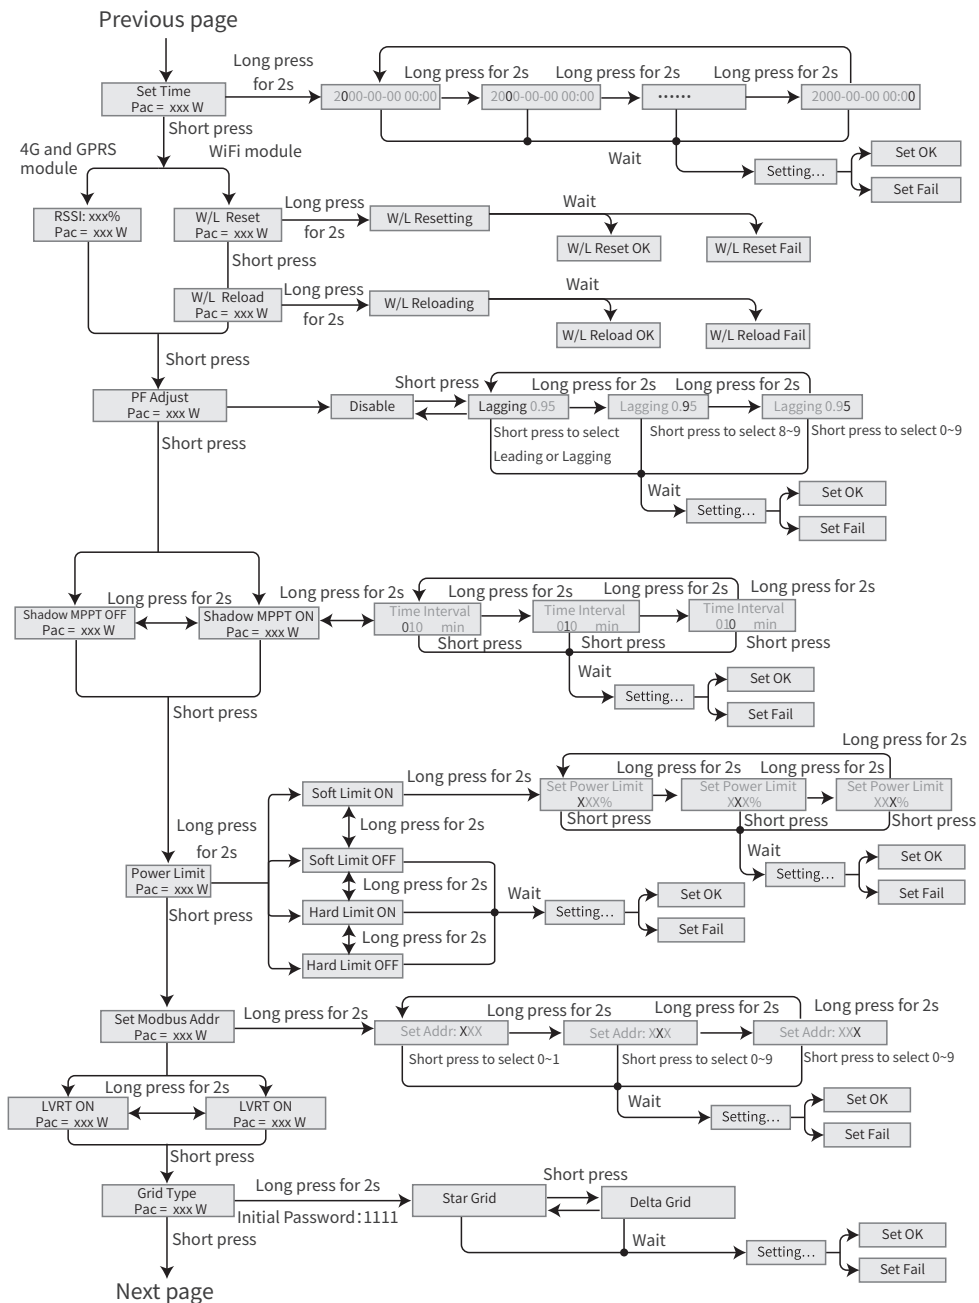 Previous page
Long press
for 2s
Long press for 2s
Long press for 2s
Long press for 2s
Set Time
Pac = xxx W
2000-00-00 00:00
2000-00-00 00:00
······
2000-00-00 00:00
Short press
4G and GPRS
module
WiFi module
Wait
Setting...
Set OK
Set Fail
RSSI: xxx%
Pac = xxx W
W/L Reset
Pac = xxx W
Long press
for 2s
W/L Resetting
Wait
W/L Reset OK
W/L Reset Fail
Short press
W/L Reload
Pac = xxx W
Long press
for 2s
W/L Reloading
Wait
W/L Reload OK
W/L Reload Fail
Short press
PF Adjust
Pac = xxx W
Disable
Short press
Long press for 2s
Long press for 2s
Lagging 0.95
Lagging 0.95
Lagging 0.95
Short press
Short press to select
Leading or Lagging
Short press to select 8~9
Short press to select 0~9
Wait
Setting...
Set OK
Set Fail
Shadow MPPT OFF
Pac = xxx W
Long press for 2s
Shadow MPPT ON
Pac = xxx W
Long press for 2s
Long press for 2s
Long press for 2s
Long press for 2s
Time Interval
010 min
Time Interval
010 min
Time Interval
010 min
Short press
Short press
Short press
Wait
Setting...
Set OK
Set Fail
Short press
Long press for 2s
Long press for 2s
Long press for 2s
Soft Limit ON
Long press for 2s
Set Power Limit
XXX%
Set Power Limit
XXX%
Set Power Limit
XXX%
Short press
Short press
Short press
Long press
for 2s
Long press for 2s
Soft Limit OFF
Wait
Setting...
Set OK
Set Fail
Power Limit
Pac = xxx W
Long press for 2s
Hard Limit ON
Wait
Setting...
Set OK
Set Fail
Short press
Long press for 2s
Hard Limit OFF
Set Modbus Addr
Pac = xxx W
Long press for 2s
Long press for 2s
Long press for 2s
Long press for 2s
Set Addr: XXX
Set Addr: XXX
Set Addr: XXX
Short press to select 0~1
Short press to select 0~9
Short press to select 0~9
Wait
Setting...
Set OK
Set Fail
Long press for 2s
LVRT ON
Pac = xxx W
LVRT ON
Pac = xxx W
Short press
Grid Type
Pac = xxx W
Long press for 2s
Initial Password:1111
Star Grid
Short press
Delta Grid
Short press
Wait
Setting...
Set OK
Set Fail
Next page